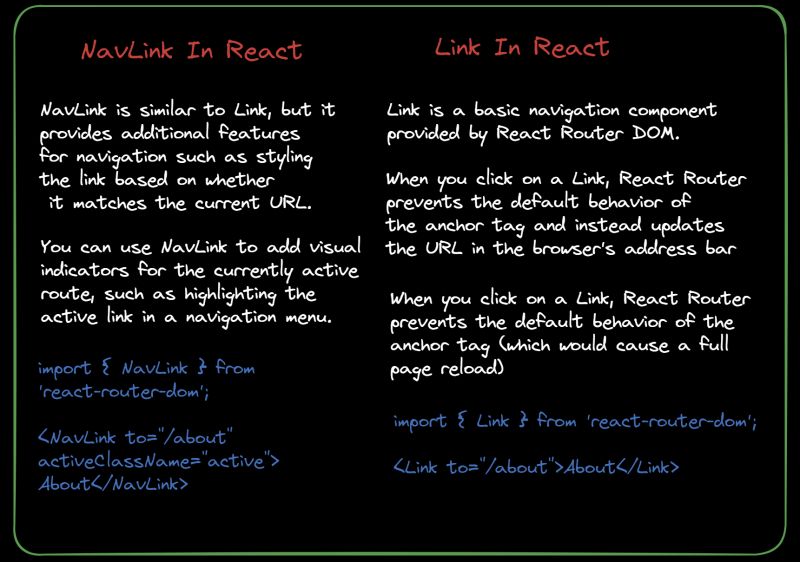 NavLink In React
NavLink is similar to Link, but it
provides additional features
for navigation such as styling
the link based on whether
it matches the current URL.
You can use NavLink to add visual
indicators for the currently active
route, such as highlighting the
active link in a navigation menu.
import { NavLink } from
'react-router-dom';
<NavLink to="/about"
activeClassName="active">
About</NavLink>
Link In React
Link is a basic navigation component
provided by React Router DOM.
When you click on a Link, React Router
prevents the default behavior of
the anchor tag and instead updates
the URL in the browser's address bar
When you click on a Link, React Router
prevents the default behavior of the
anchor tag (which would cause a full
page reload)
import { Link } from 'react-router-dom';
<Link to="/about">About</Link>